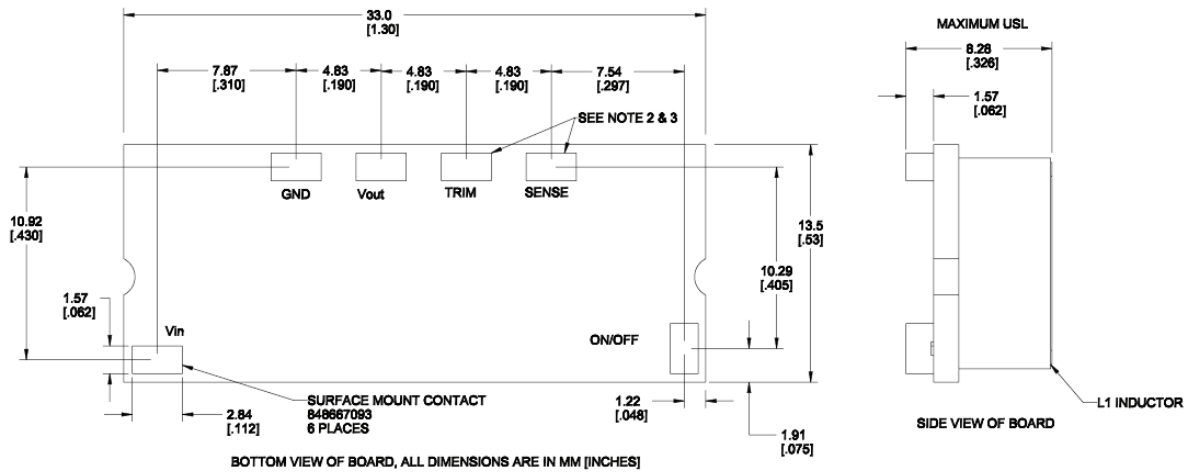 33.0
[1.30]
MAXIMUM USL
8.28
[.326]
7.87
[.310]
4.83
[.190]
4.83
[.190]
4.83
[.190]
7.54
[.297]
1.57
[.062]
SEE NOTE 2 & 3
GND
Vout
TRIM
SENSE
10.92
[.430]
13.5
[.53]
10.29
[.405]
1.57
[.062]
Vin
ON/OFF
SURFACE MOUNT CONTACT
848667093
6 PLACES
2.84
[.112]
1.22
[.048]
1.91
[.075]
L1 INDUCTOR
SIDE VIEW OF BOARD
BOTTOM VIEW OF BOARD, ALL DIMENSIONS ARE IN MM [INCHES]